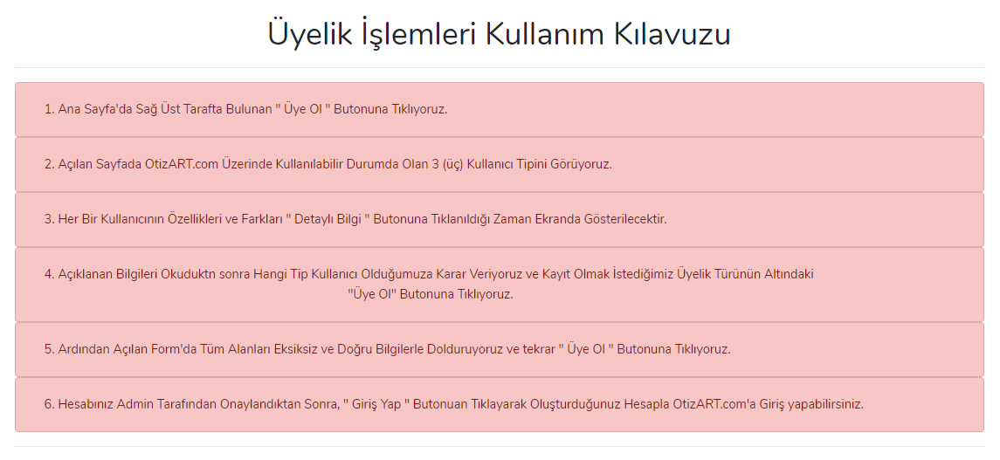 Üyelik İşlemleri Kullanım Kılavuzu
1. Ana Sayfa'da Sağ Üst Tarafta Bulunan " Üye Ol " Butonuna Tıklıyoruz.
2. Açılan Sayfada OtizART.com Üzerinde Kullanılabilir Durumda Olan 3 (üç) Kullanıcı Tipini Görüyoruz.
3. Her Bir Kullanıcının Özellikleri ve Farkları " Detaylı Bilgi " Butonuna Tıklanıldığı Zaman Ekranda Gösterilecektir.
4. Açıklanan Bilgileri Okuduktn sonra Hangi Tip Kullanıcı Olduğumuza Karar Veriyoruz ve Kayıt Olmak İstediğimiz Üyelik Türünün Altındaki
"Üye Ol" Butonuna Tıklıyoruz.
5. Ardından Açılan Form'da Tüm Alanları Eksiksiz ve Doğru Bilgilerle Dolduruyoruz ve tekrar " Üye Ol " Butonuna Tıklıyoruz.
6. Hesabınız Admin Tarafından Onaylandıktan Sonra, " Giriş Yap " Butonuan Tıklayarak Oluşturduğunuz Hesapla OtizART.com'a Giriş yapabilirsiniz.